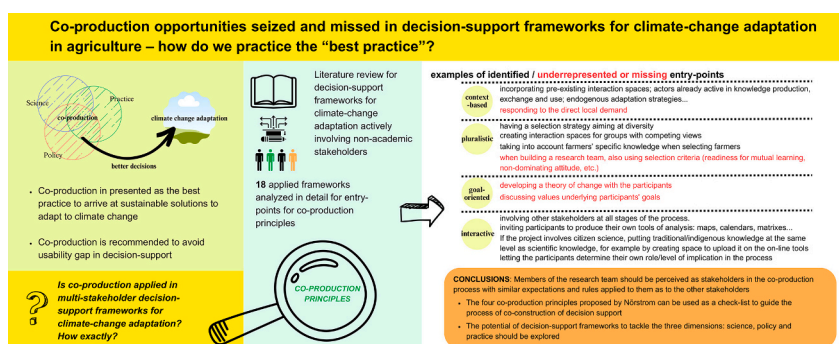 Co-production opportunities seized and missed in decision-support frameworks for climate-change adaptation
in agriculture – how do we practice the “best practice”?
Science
Practice
co-production
climate change adaptation
Policy
better decisions
• Co-production in presented as the best
practice to arrive at sustainable solutions to
adapt to climate change
• Co-production is recommended to avoid
usability gap in decision-support
Is co-production applied in
multi-stakeholder decision-
support frameworks for
climate-change adaptation?
How exactly?
Literature review for
decision-support
frameworks for
climate-change
adaptation actively
involving non-academic
stakeholders
18 applied frameworks
analyzed in detail for entry-
points for co-production
principles
CO-PRODUCTION
PRINCIPLES
examples of identified / underrepresented or missing entry-points
context
-based
incorporating pre-existing interaction spaces; actors already active in knowledge production,
exchange and use; endogenous adaptation strategies...
responding to the direct local demand
pluralistic
having a selection strategy aiming at diversity
creating interaction spaces for groups with competing views
taking into account farmers' specific knowledge when selecting farmers
when building a research team, also using selection criteria (readiness for mutual learning,
non-dominating attitude, etc.)
goal-
oriented
developing a theory of change with the participants
discussing values underlying participants' goals
interactive
involving other stakeholders at all stages of the process.
inviting participants to produce their own tools of analysis: maps, calendars, matrixes...
If the project involves citizen science, putting traditional/indigenous knowledge at the same
level as scientific knowledge, for example by creating space to upload it on the on-line tools
letting the participants determine their own role/level of implication in the process
CONCLUSIONS: Members of the research team should be perceived as stakeholders in the co-production
process with similar expectations and rules applied to them as to the other stakeholders
• The four co-production principles proposed by Nörstrom can be used as a check-list to guide the
process of co-construction of decision support
• The potential of decision-support frameworks to tackle the three dimensions: science, policy and
practice should be explored